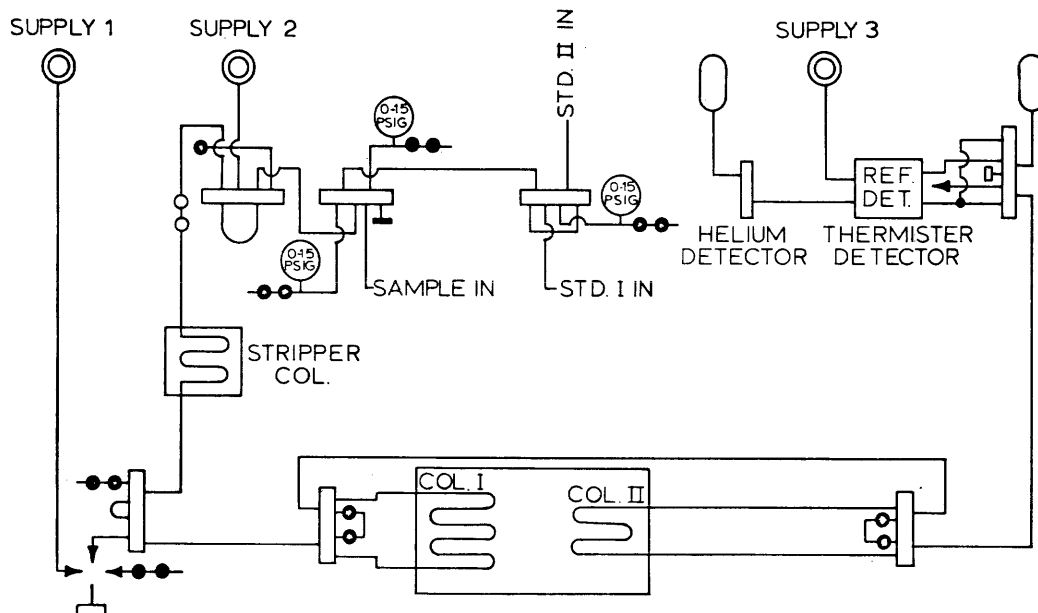 SUPPLY 1
SUPPLY 2
STD. II IN
SUPPLY 3
0-15
PSIG
0-15
PSIG
0-15
PSIG
REF.
DET.
HELIUM
DETECTOR
THERMISTER
DETECTOR
SAMPLE IN
STD. I IN
STRIPPER
COL.
COL. I
COL. II